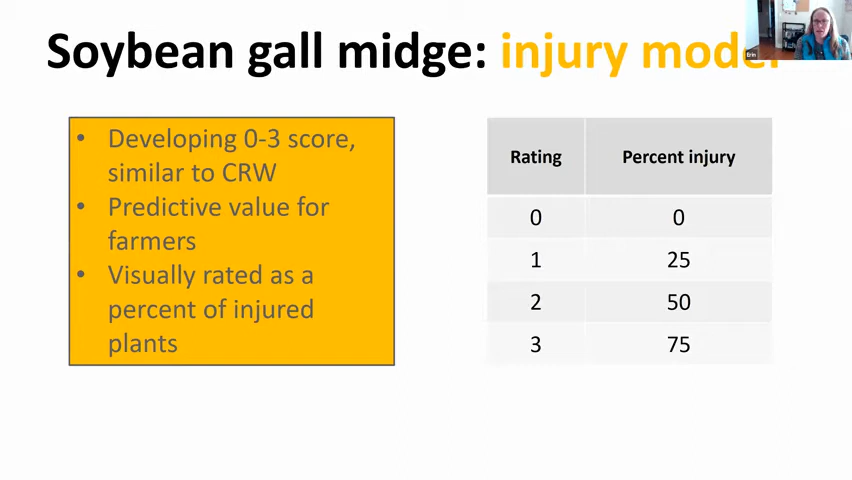 Soybean gall midge: injury model
• Developing 0-3 score,
similar to CRW
• Predictive value for
farmers
• Visually rated as a
percent of injured
plants
Rating Percent injury
0 0
1 25
2 50
3 75
Erin